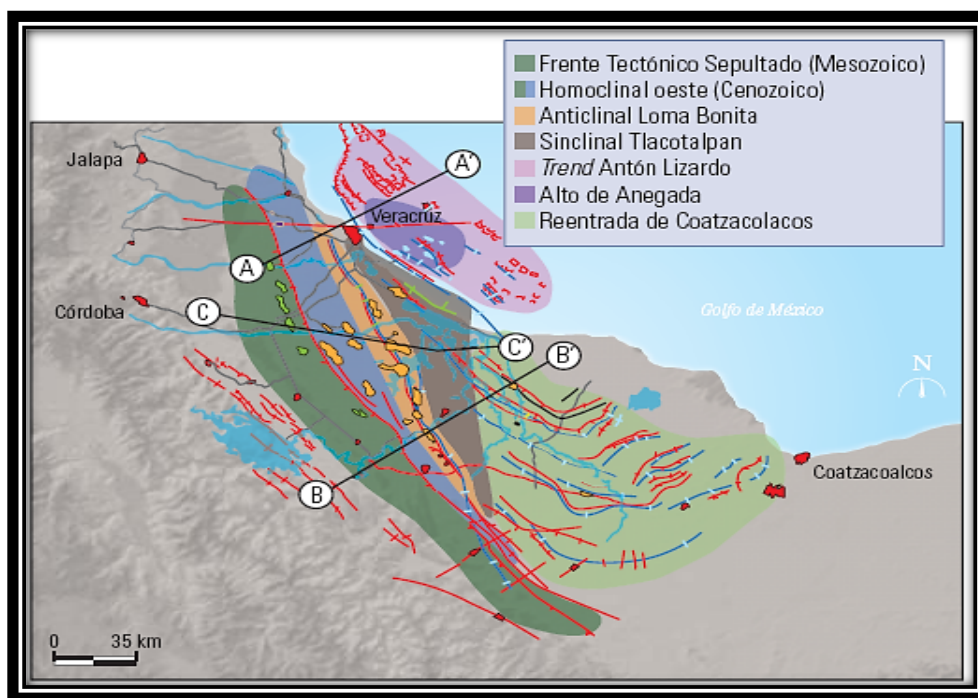 Frente Tectónico Sepultado (Mesozoico)
Homoclinal oeste (Cenozoico)
Anticlinal Loma Bonita
Sinclinal Tlacotalpan
Trend Antón Lizardo
Alto de Anegada
Reentrada de Coatzacolacos
Jalapa
A'
Veracruz
A
Córdoba
C
Golfo de México
C'
B'
N
Coatzacoalcos
B
0 35 km